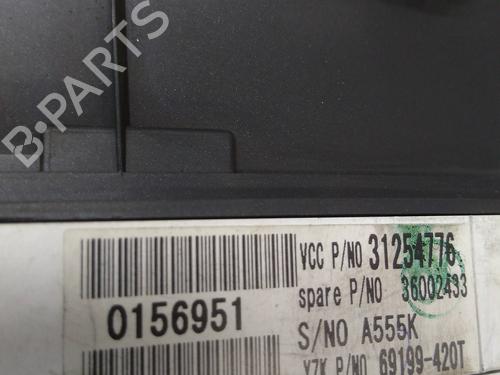 B-PARTS
VCC P/NO 31254776
spare P/NO 36002433
0156951
S/NO A555K
YZK P/NO 69199-420T